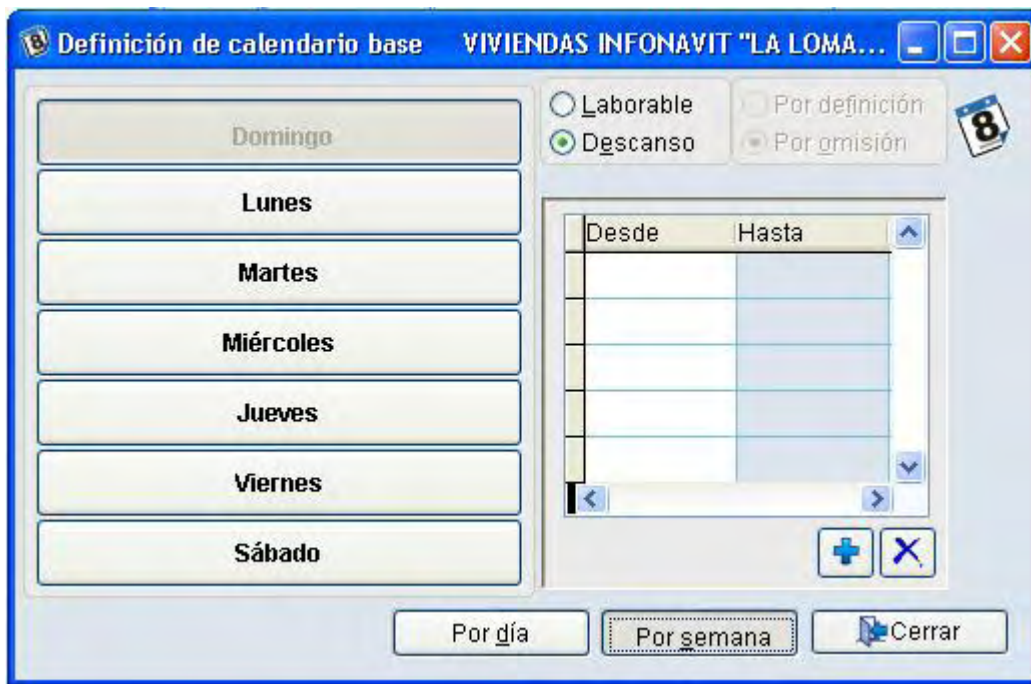 Definición de calendario base VIVIENDAS INFONAVIT "LA LOMA...
Domingo
Lunes
Martes
Miércoles
Jueves
Viernes
Sábado
Laborable
Descanso
Por definición
Por omisión
8
Desde Hasta
Por día
Por semana
Cerrar